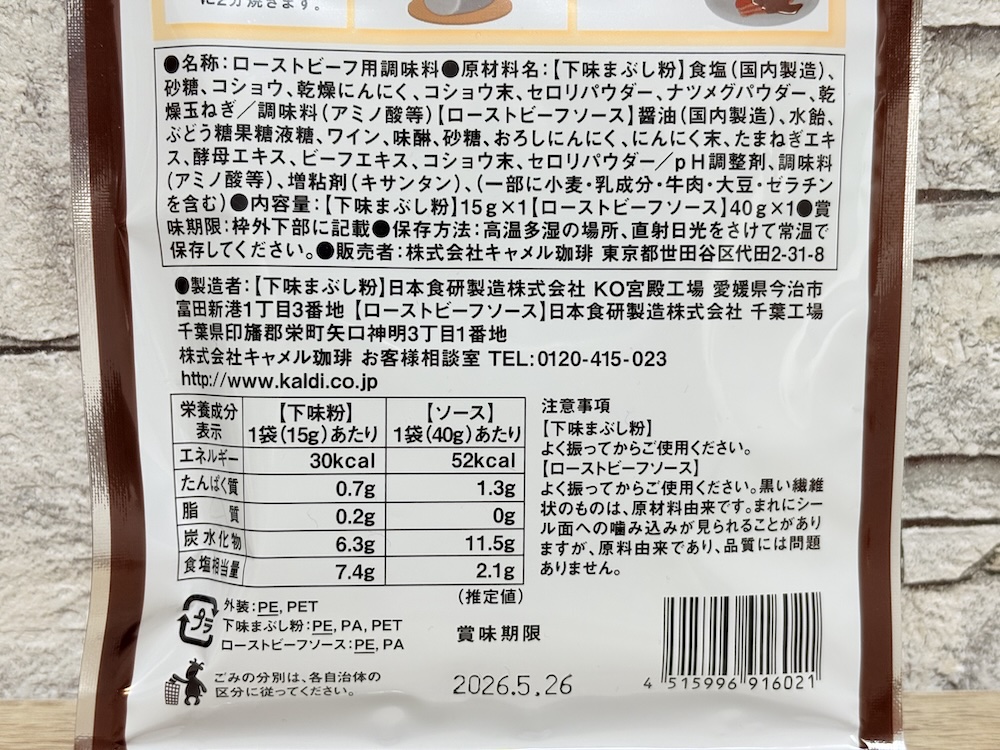 に2分焼きます。
●名称：ローストビーフ用調味料●原材料名：【下味まぶし粉】食塩（国内製造）、
砂糖、コショウ、乾燥にんにく、コショウ末、セロリパウダー、ナツメグパウダー、乾
燥玉ねぎ／調味料（アミノ酸等）【ローストビーフソース】醤油（国内製造）、水飴、
ぶどう糖果糖液糖、ワイン、味醂、砂糖、おろしにんにく、にんにく末、たまねぎエキ
ス、酵母エキス、ビーフエキス、コショウ末、セロリパウダー／pH調整剤、調味料
（アミノ酸等）、増粘剤（キサンタン）、（一部に小麦・乳成分・牛肉・大豆・ゼラチン
を含む）●内容量：【下味まぶし粉】15g×1【ローストビーフソース】40g×1●賞
味期限：枠外下部に記載●保存方法：高温多湿の場所、直射日光をさけて常温で
保存してください。●販売者：株式会社キャメル珈琲 東京都世田谷区代田2-31-8
●製造者：【下味まぶし粉】日本食研製造株式会社 KO宮殿工場 愛媛県今治市
富田新港1丁目3番地【ローストビーフソース】日本食研製造株式会社 千葉工場
千葉県印旛郡栄町矢口神明3丁目1番地
株式会社キャメル珈琲 お客様相談室 TEL:0120-415-023
http://www.kaldi.co.jp
栄養成分表示 【下味粉】1袋（15g）あたり 【ソース】1袋（40g）あたり
エネルギー 30kcal 52kcal
たんぱく質 0.7g 1.3g
脂質 0.2g 0g
炭水化物 6.3g 11.5g
食塩相当量 7.4g 2.1g
（推定値）
注意事項
【下味まぶし粉】
よく振ってからご使用ください。
【ローストビーフソース】
よく振ってからご使用ください。黒い繊維
状のものは、原材料由来です。まれにシー
ル面への噛み込みが見られることがあり
ますが、原料由来であり、品質には問題
ありません。
プラ
外装：PE, PET
下味まぶし粉：PE, PA, PET
ローストビーフソース：PE, PA
ごみの分別は、各自治体の
区分に従ってください。
賞味期限
2026.5.26
4 515996 916021